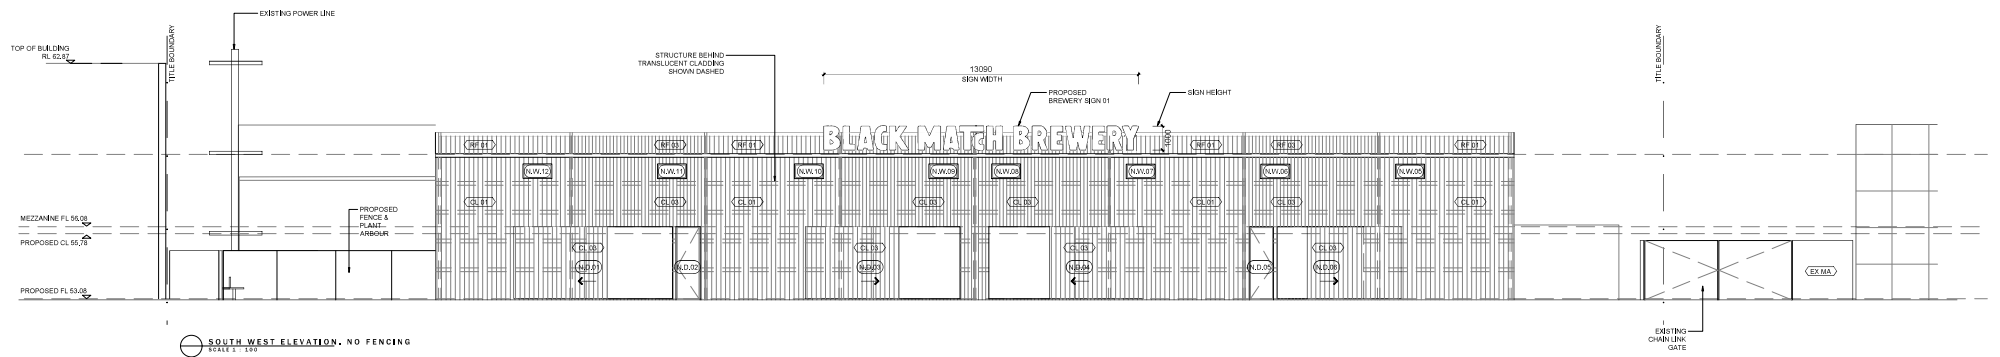 EXISTING POWER LINE
TOP OF BUILDING
RL 62.87
TITLE BOUNDARY
STRUCTURE BEHIND
TRANSLUCENT CLADDING
SHOWN DASHED
13090
SIGN WIDTH
PROPOSED
BREWERY SIGN 01
SIGN HEIGHT
TITLE BOUNDARY
BLACK MATCH BREWERY
1000
RF 01
RF 03
RF 01
RF 01
RF 03
RF 01
N.W.12
N.W.11
N.W.10
N.W.09
N.W.08
N.W.07
N.W.06
N.W.05
CL 01
CL 03
CL 01
CL 03
CL 03
CL 01
CL 03
CL 01
MEZZANINE FL 56.08
PROPOSED CL 55,78
PROPOSED
FENCE &
PLANT
ARBOUR
CL 03
CL 03
CL 03
CL 03
N.D.01
N.D.02
N.D.03
N.D.04
N.D.05
N.D.06
EX MA
PROPOSED FL 53.08
EXISTING
CHAIN LINK
GATE
SOUTH WEST ELEVATION. NO FENCING
SCALE 1 : 100